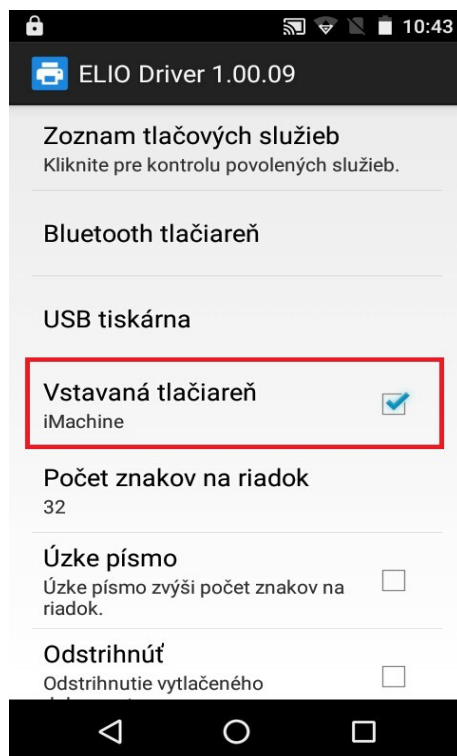 10:43
ELIO Driver 1.00.09
Zoznam tlačových služieb
Kliknite pre kontrolu povolených služieb.
Bluetooth tlačiareň
USB tiskárna
Vstavaná tlačiareň
iMachine
Počet znakov na riadok
32
Úzke písmo
Úzke písmo zvýši počet znakov na
riadok.
Odstrihnúť
Odstrihnutie vytlačeného